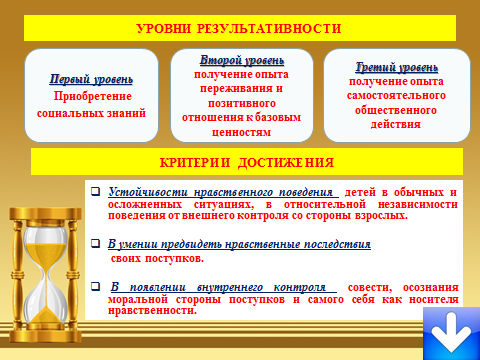 УРОВНИ РЕЗУЛЬТАТИВНОСТИ
Первый уровень
Приобретение
социальных знаний
Второй уровень
получение опыта
переживания и
позитивного
отношения к базовым
ценностям
Третий уровень
получение опыта
самостоятельного
общественного
действия
КРИТЕРИИ ДОСТИЖЕНИЯ
Устойчивости нравственного поведения детей в обычных и
осложненных ситуациях, в относительной независимости
поведения от внешнего контроля со стороны взрослых.
В умении предвидеть нравственные последствия
своих поступков.
В появлении внутреннего контроля совести, осознания
моральной стороны поступков и самого себя как носителя
нравственности.